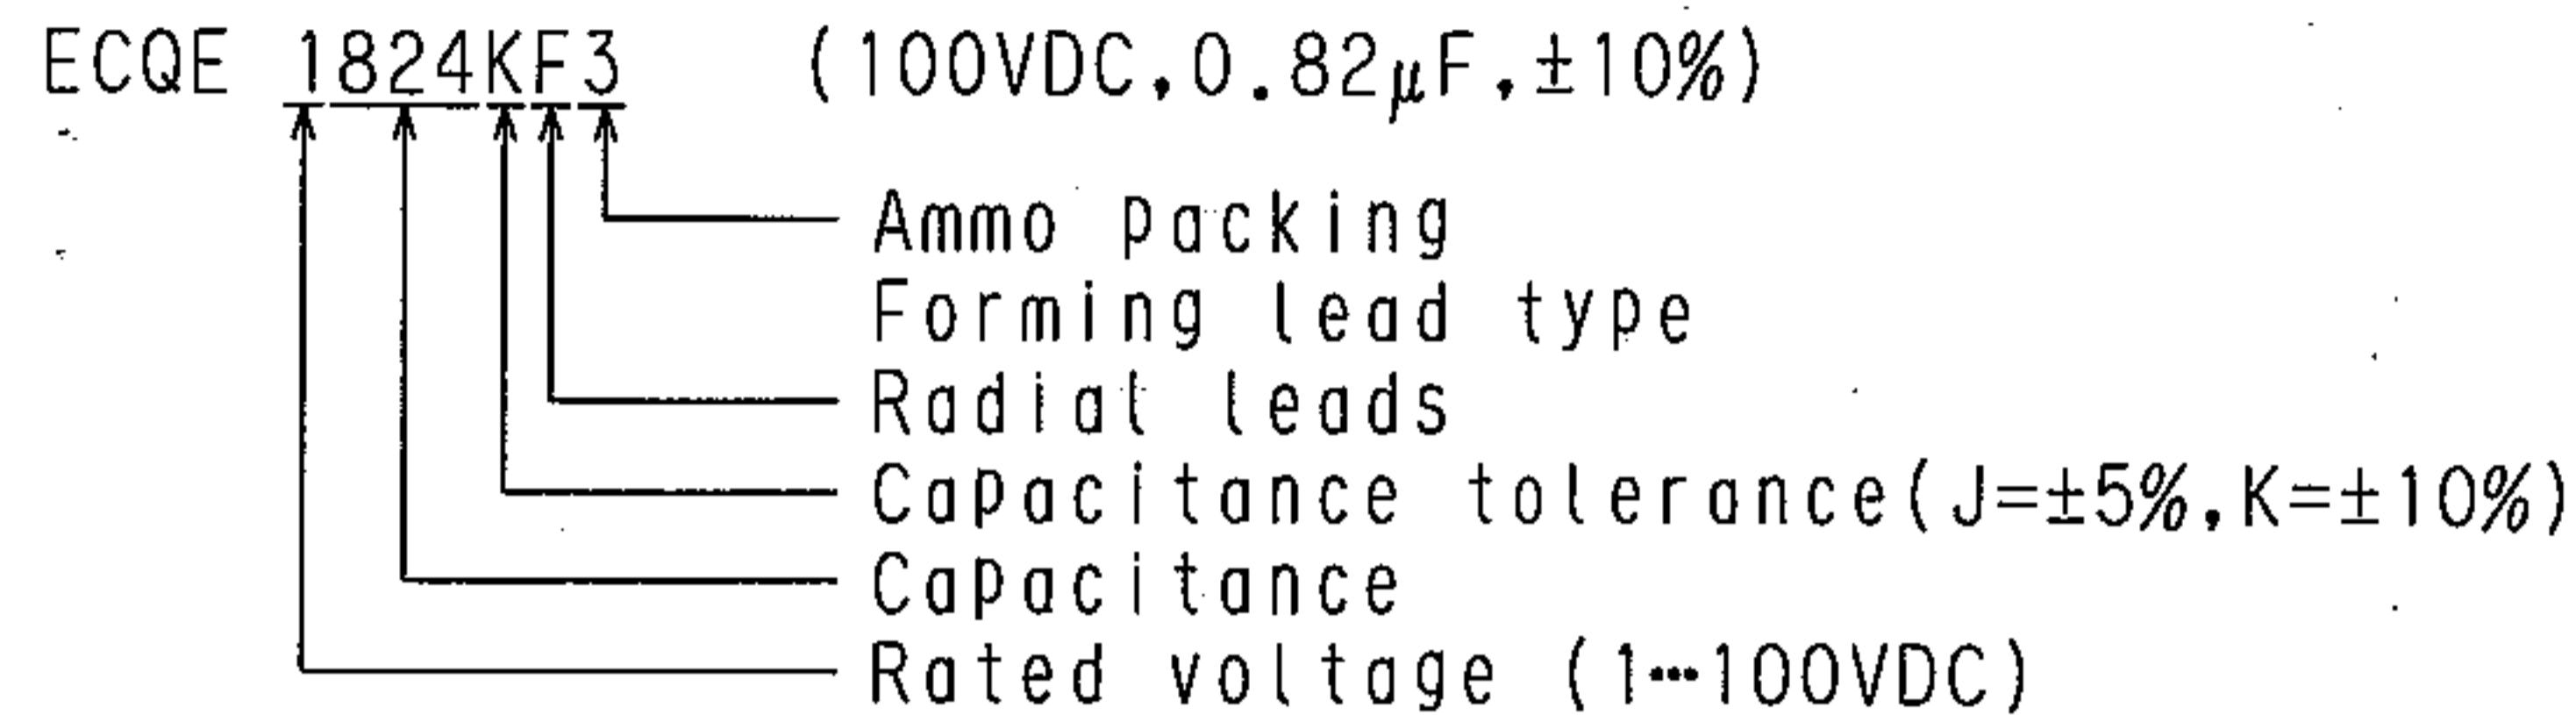 ECQE 1824KF3 (100VDC,0.82μF,±10%)
Ammo packing
Forming lead type
Radial leads
Capacitance tolerance(J=±5%,K=±10%)
Capacitance
Rated voltage (1…100VDC)